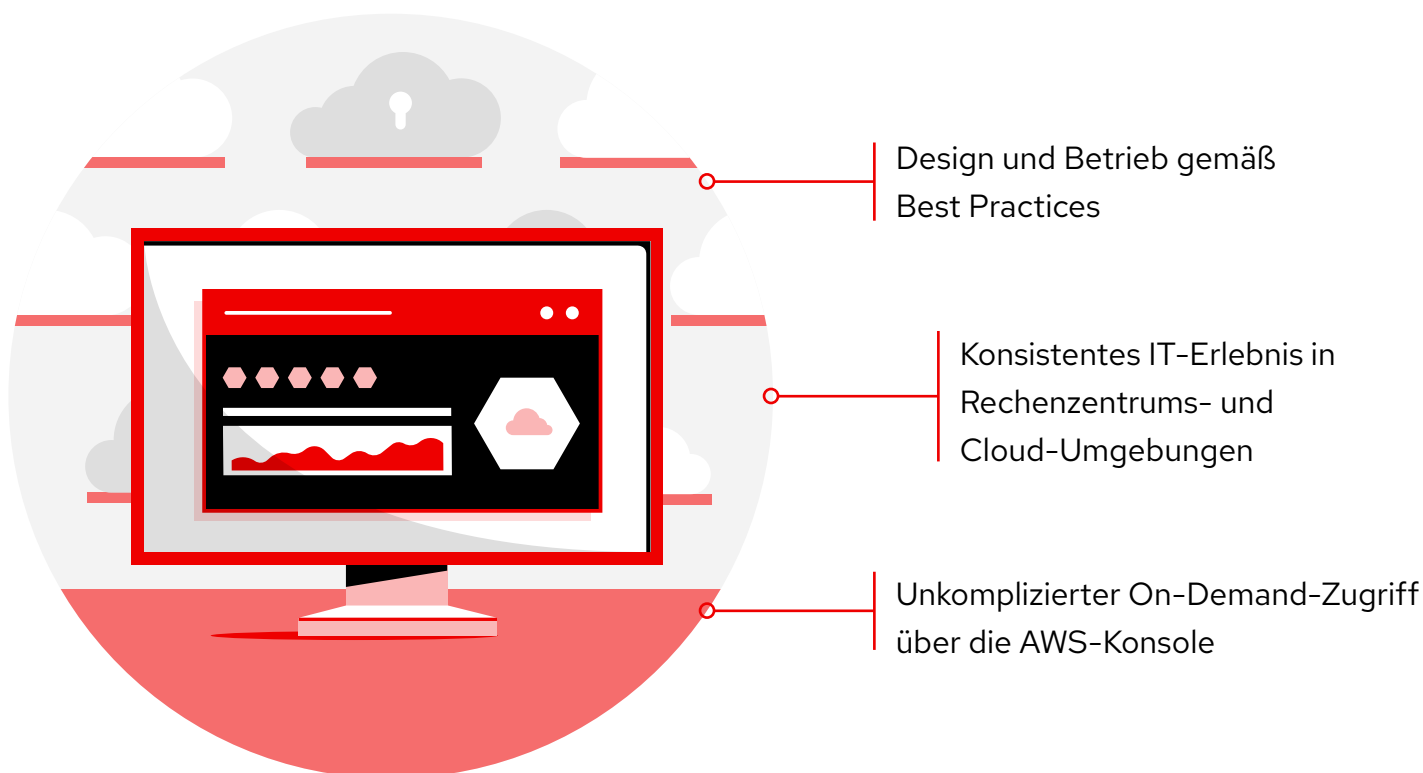 Design und Betrieb gemäß
Best Practices
Konsistentes IT-Erlebnis in
Rechenzentrums- und
Cloud-Umgebungen
Unkomplizierter On-Demand-Zugriff
über die AWS-Konsole